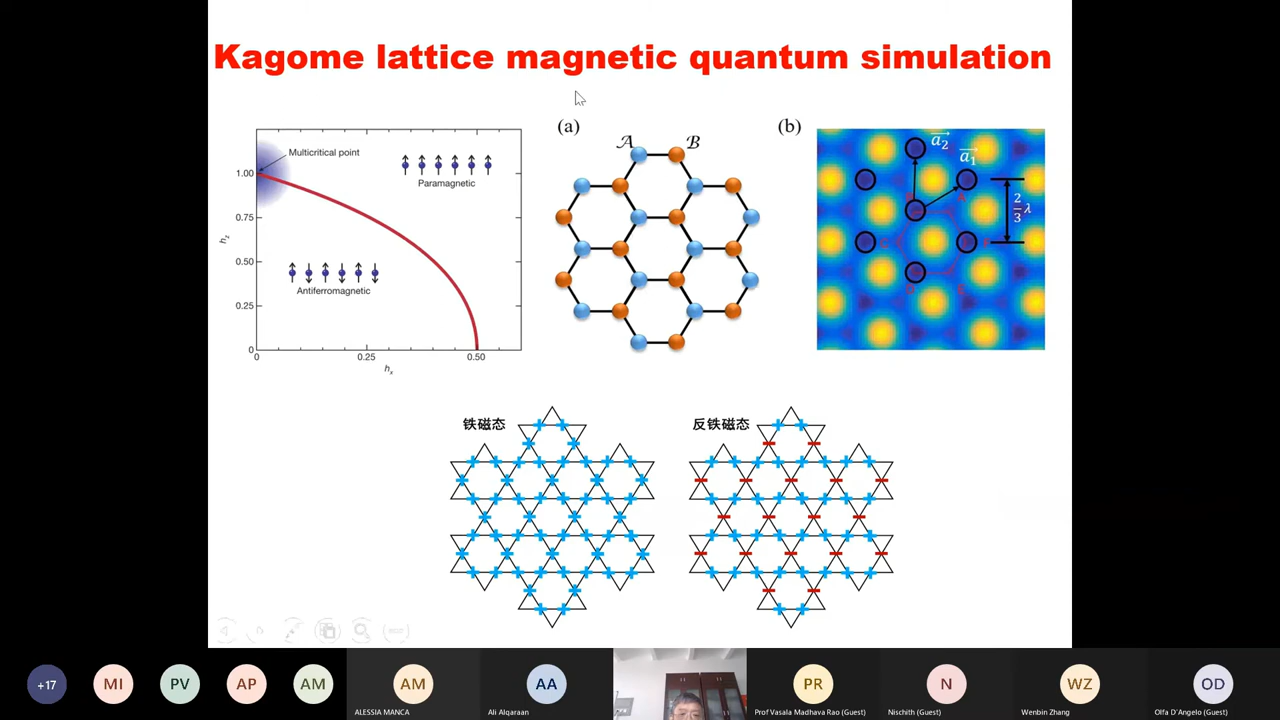 Kagome lattice magnetic quantum simulation
Multicritical point
Paramagnetic
Antiferromagnetic
1.00
0.75
0.50
0.25
0
0
0.25
0.50
h_z
h_x
(a)
A
B
(b)
a2
a1
2/3 λ
C
F
铁磁态
反铁磁态
+17
MI
PV
AP
AM
AM
ALESSIA MANCA
AA
Ali Alqaraan
PR
Prof Vasala Madhava Rao (Guest)
N
Nischith (Guest)
WZ
Wenbin Zhang
OD
Olfa D'Angelo (Guest)